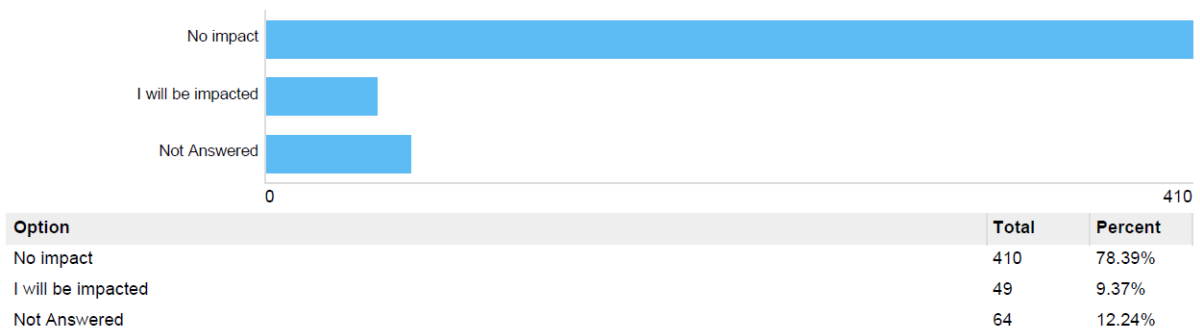 No impact
I will be impacted
Not Answered
0 410
Option Total Percent
No impact 410 78.39%
I will be impacted 49 9.37%
Not Answered 64 12.24%